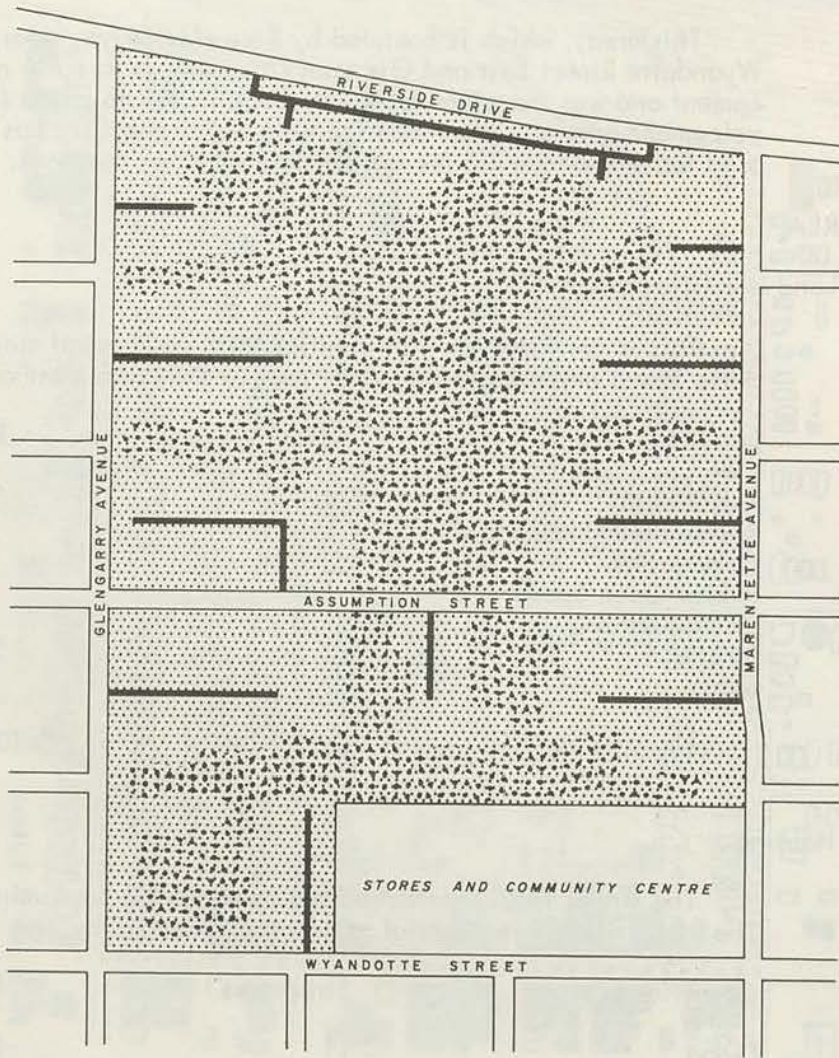 RIVERSIDE DRIVE
GLENGARRY AVENUE
MARENTETTE AVENUE
ASSUMPTION STREET
STORES AND COMMUNITY CENTRE
WYANDOTTE STREET